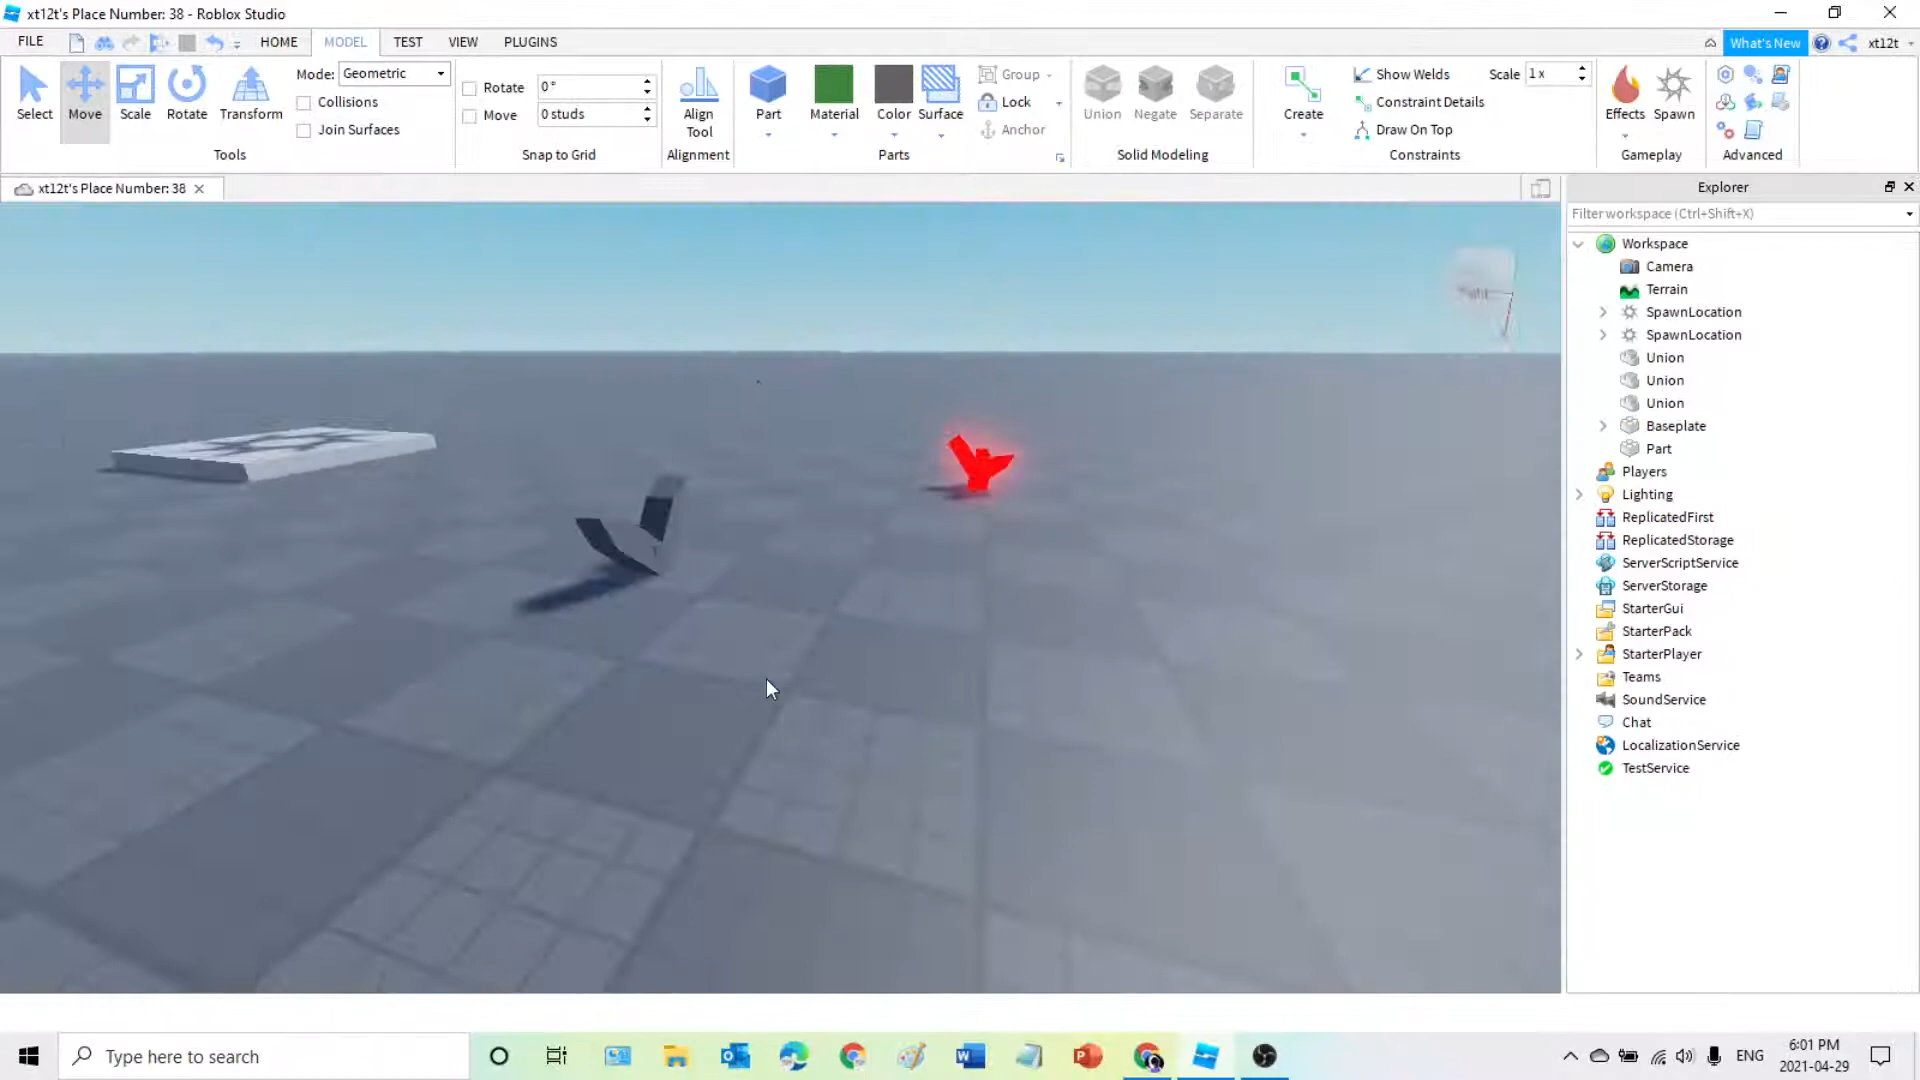 xt12t's Place Number: 38 - Roblox Studio
FILE HOME MODEL TEST VIEW PLUGINS What's New xt12t
Select Move Scale Rotate Transform
Mode: Geometric
Collisions
Join Surfaces
Tools
Rotate 0°
Move 0 studs
Snap to Grid
Align Tool
Alignment
Part Material Color Surface
Group
Lock
Anchor
Parts
Union Negate Separate
Solid Modeling
Create
Show Welds Scale 1x
Constraint Details
Draw On Top
Constraints
Effects Spawn
Gameplay
Advanced
xt12t's Place Number: 38
Explorer
Filter workspace (Ctrl+Shift+X)
Workspace
Camera
Terrain
SpawnLocation
SpawnLocation
Union
Union
Union
Baseplate
Part
Players
Lighting
ReplicatedFirst
ReplicatedStorage
ServerScriptService
ServerStorage
StarterGui
StarterPack
StarterPlayer
Teams
SoundService
Chat
LocalizationService
TestService
Type here to search
ENG
6:01 PM
2021-04-29